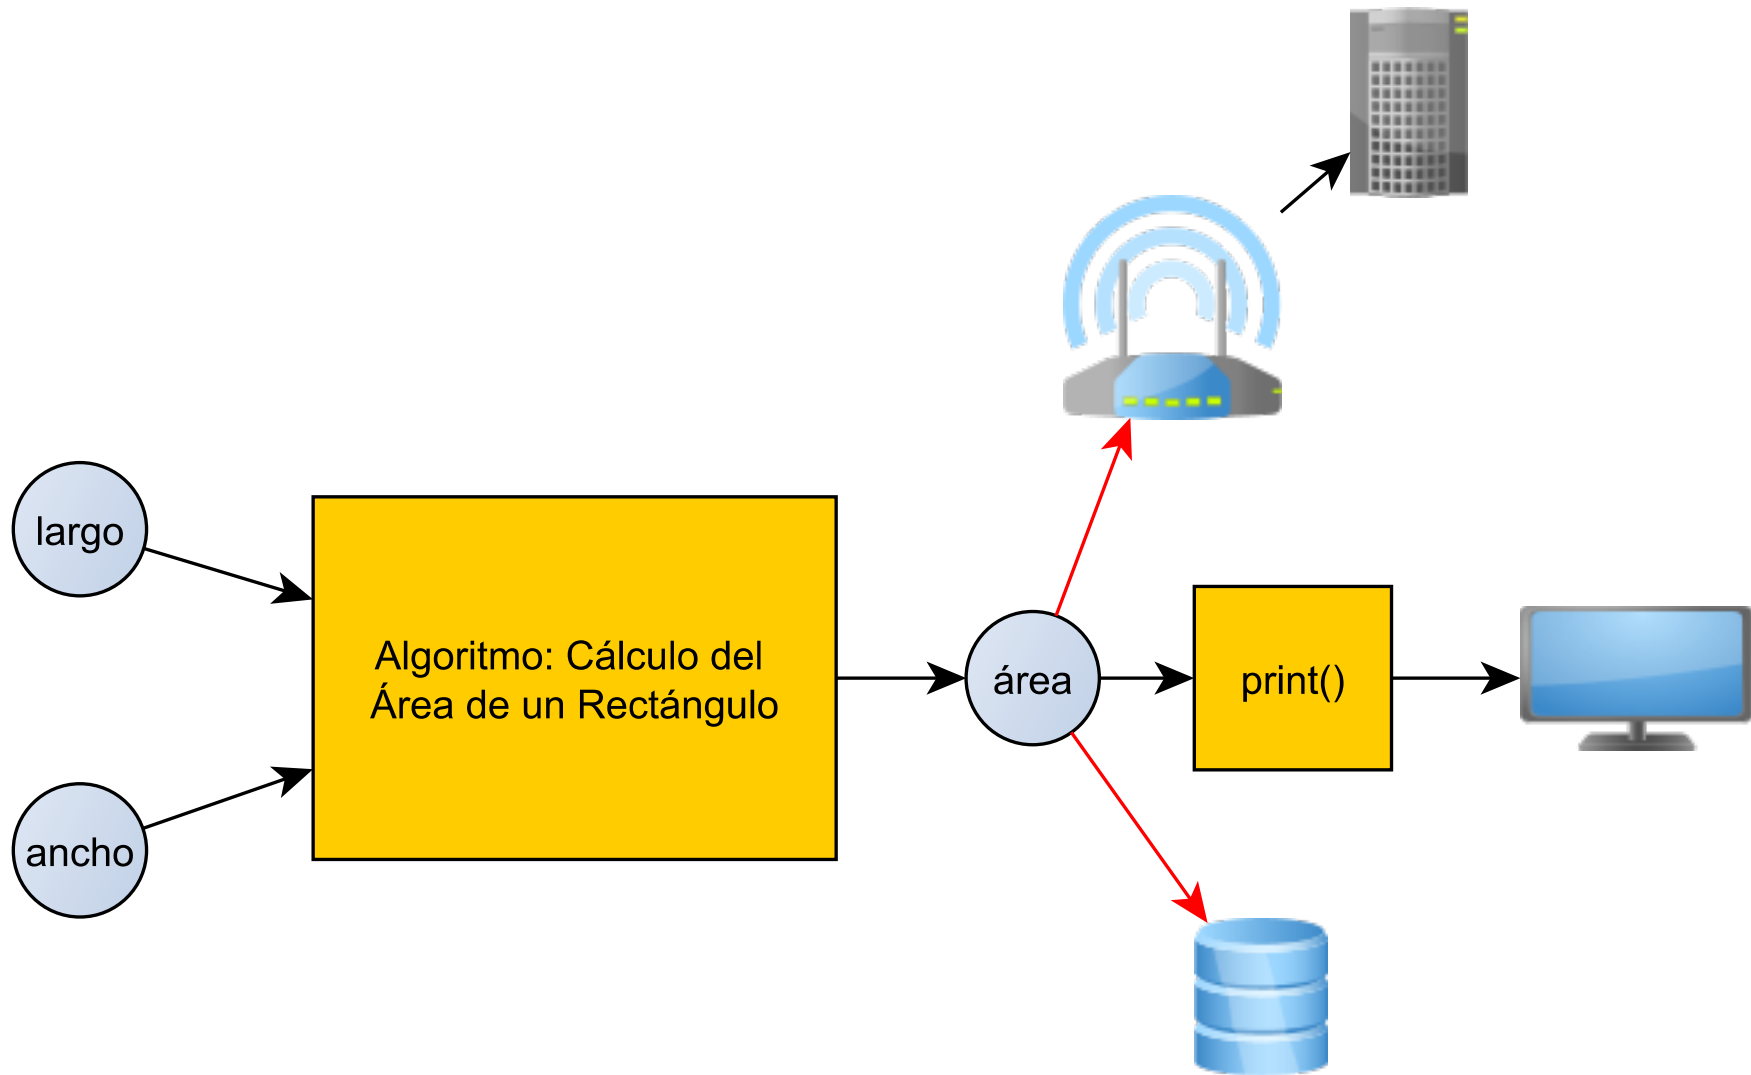 largo
Algoritmo: Cálculo del
Área de un Rectángulo
ancho
área
print()